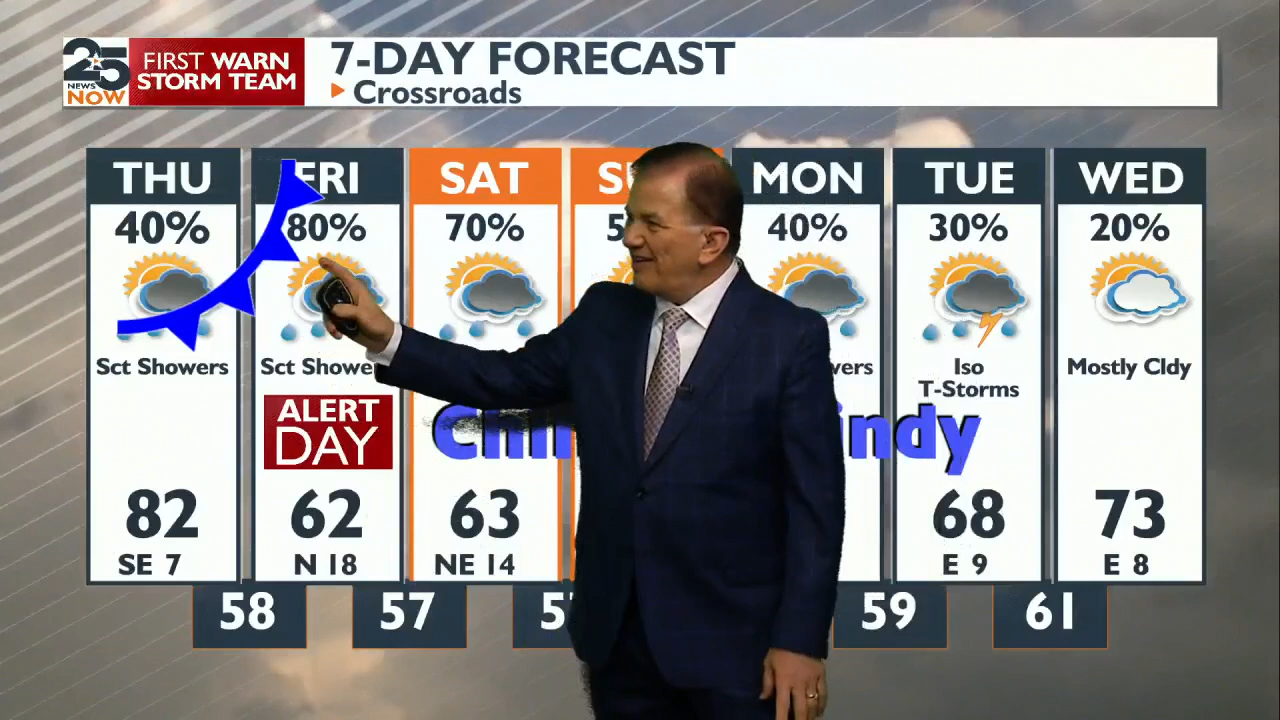 25
NEWS
NOW
FIRST WARN
STORM TEAM
7-DAY FORECAST
Crossroads
THU
FRI
SAT
MON
TUE
WED
40%
80%
70%
40%
30%
20%
Sct Showers
Sct
Iso
T-Storms
Mostly Cldy
ALERT
DAY
82
62
63
68
73
SE 7
N 18
NE 14
E 9
E 8
58
57
59
61